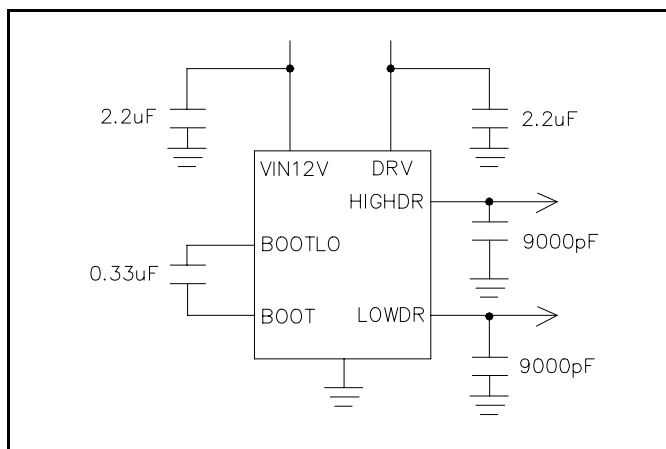 2.2uF
2.2uF
VIN12V
DRV
HIGHDR
9000pF
BOOTLO
0.33uF
BOOT
LOWDR
9000pF